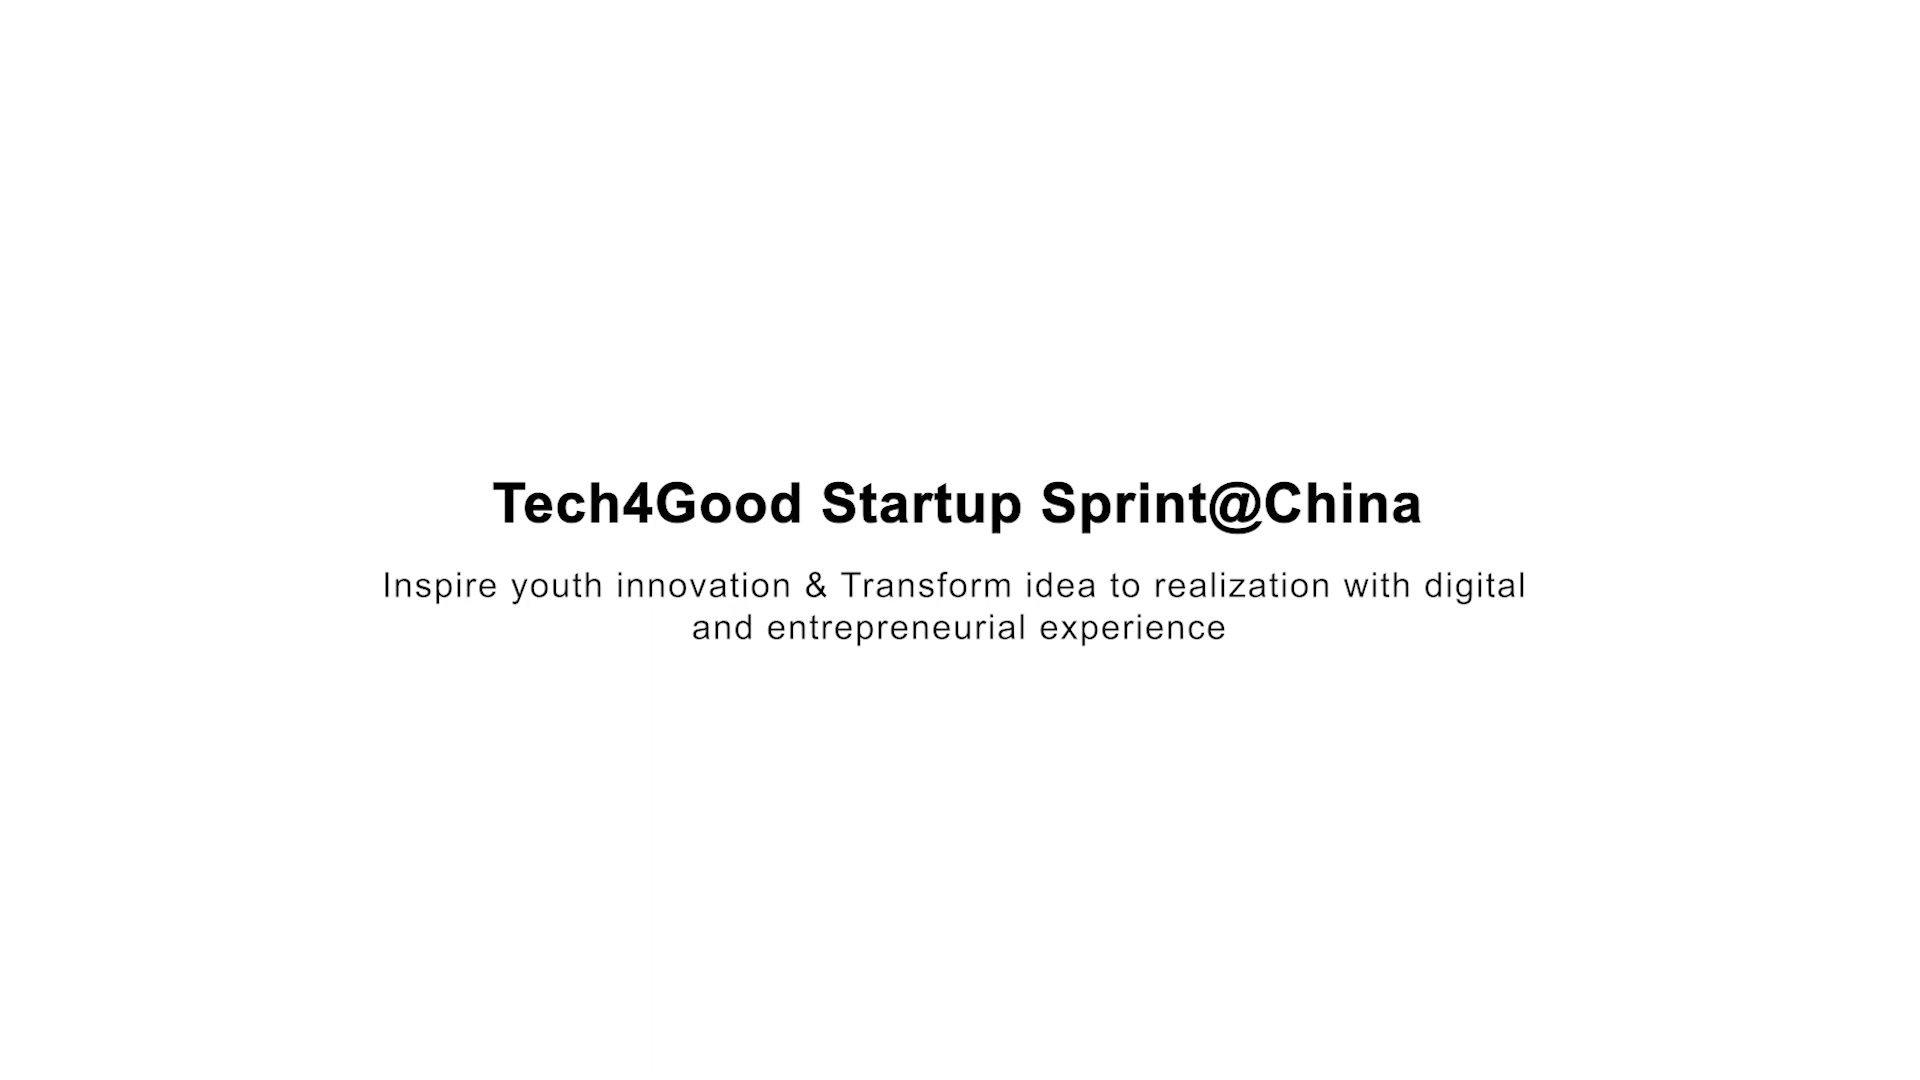 Tech4Good Startup Sprint@China
Inspire youth innovation & Transform idea to realization with digital
and entrepreneurial experience